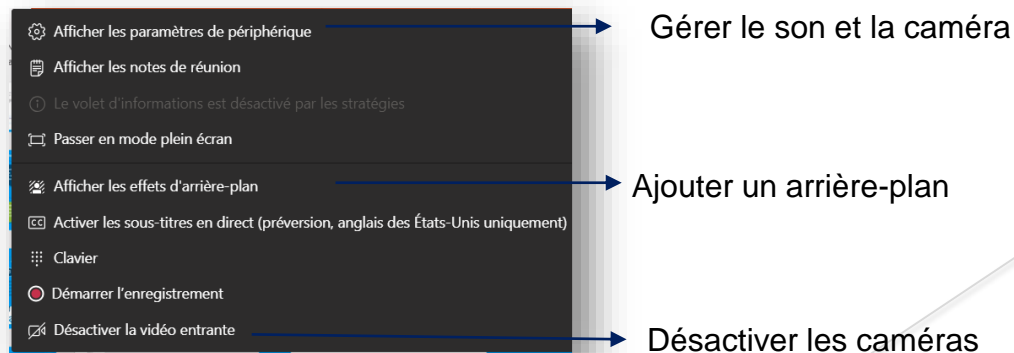 Afficher les paramètres de périphérique
Gérer le son et la caméra
Afficher les notes de réunion
Le volet d'informations est désactivé par les stratégies
Passer en mode plein écran
Afficher les effets d'arrière-plan
Ajouter un arrière-plan
CC Activer les sous-titres en direct (préversion, anglais des États-Unis uniquement)
Clavier
Démarrer l'enregistrement
Désactiver la vidéo entrante
Désactiver les caméras